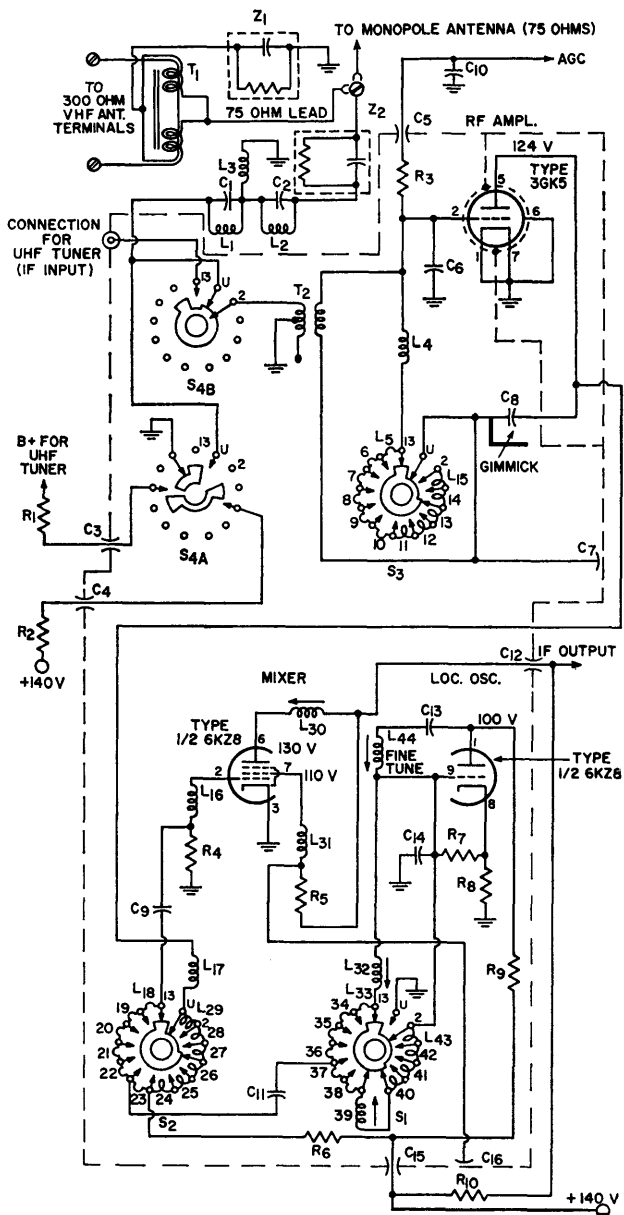 Z1
TO MONOPOLE ANTENNA (75 OHMS)
T1
TO
300 OHM
VHF ANT.
TERMINALS
75 OHM LEAD
Z2
C10
AGC
C5
RF AMPL.
124 V
TYPE
3GK5
R3
5
2
6
1
7
L3
C1
C2
L1
L2
CONNECTION
FOR
UHF TUNER
(IF INPUT)
13
U
2
T2
C6
S4B
L4
C8
GIMMICK
B+ FOR
UHF
TUNER
13
U
2
R1
C3
S4A
L5
13
U
2
6
7
8
9
10
11
12
13
14
L15
S3
C7
C4
R2
+140 V
C12
IF OUTPUT
MIXER
LOC. OSC.
L30
C13
100 V
TYPE
1/2 6KZ8
6
130 V
L44
FINE
TUNE
1
TYPE
1/2 6KZ8
2
7
110 V
3
9
8
L16
L31
C14
R7
R8
R4
R5
C9
L17
L32
R9
L18
13
U
L29
L33
13
U
2
19
20
21
22
23
24
25
26
27
28
2
34
35
36
37
38
39
40
41
42
L43
C11
S2
S1
R6
C15
C16
R10
+140 V